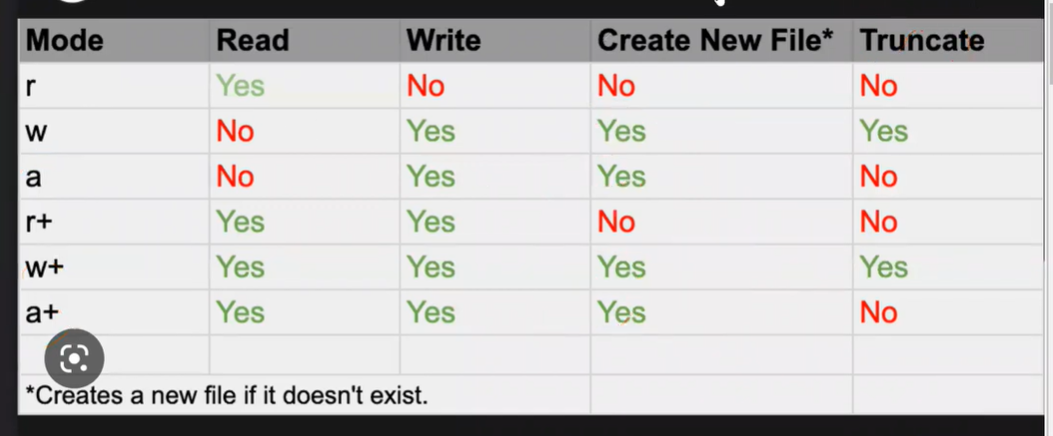 Mode Read Write Create New File* Truncate
r Yes No No No
w No Yes Yes Yes
a No Yes Yes No
r+ Yes Yes No No
w+ Yes Yes Yes Yes
a+ Yes Yes Yes No
*Creates a new file if it doesn't exist.